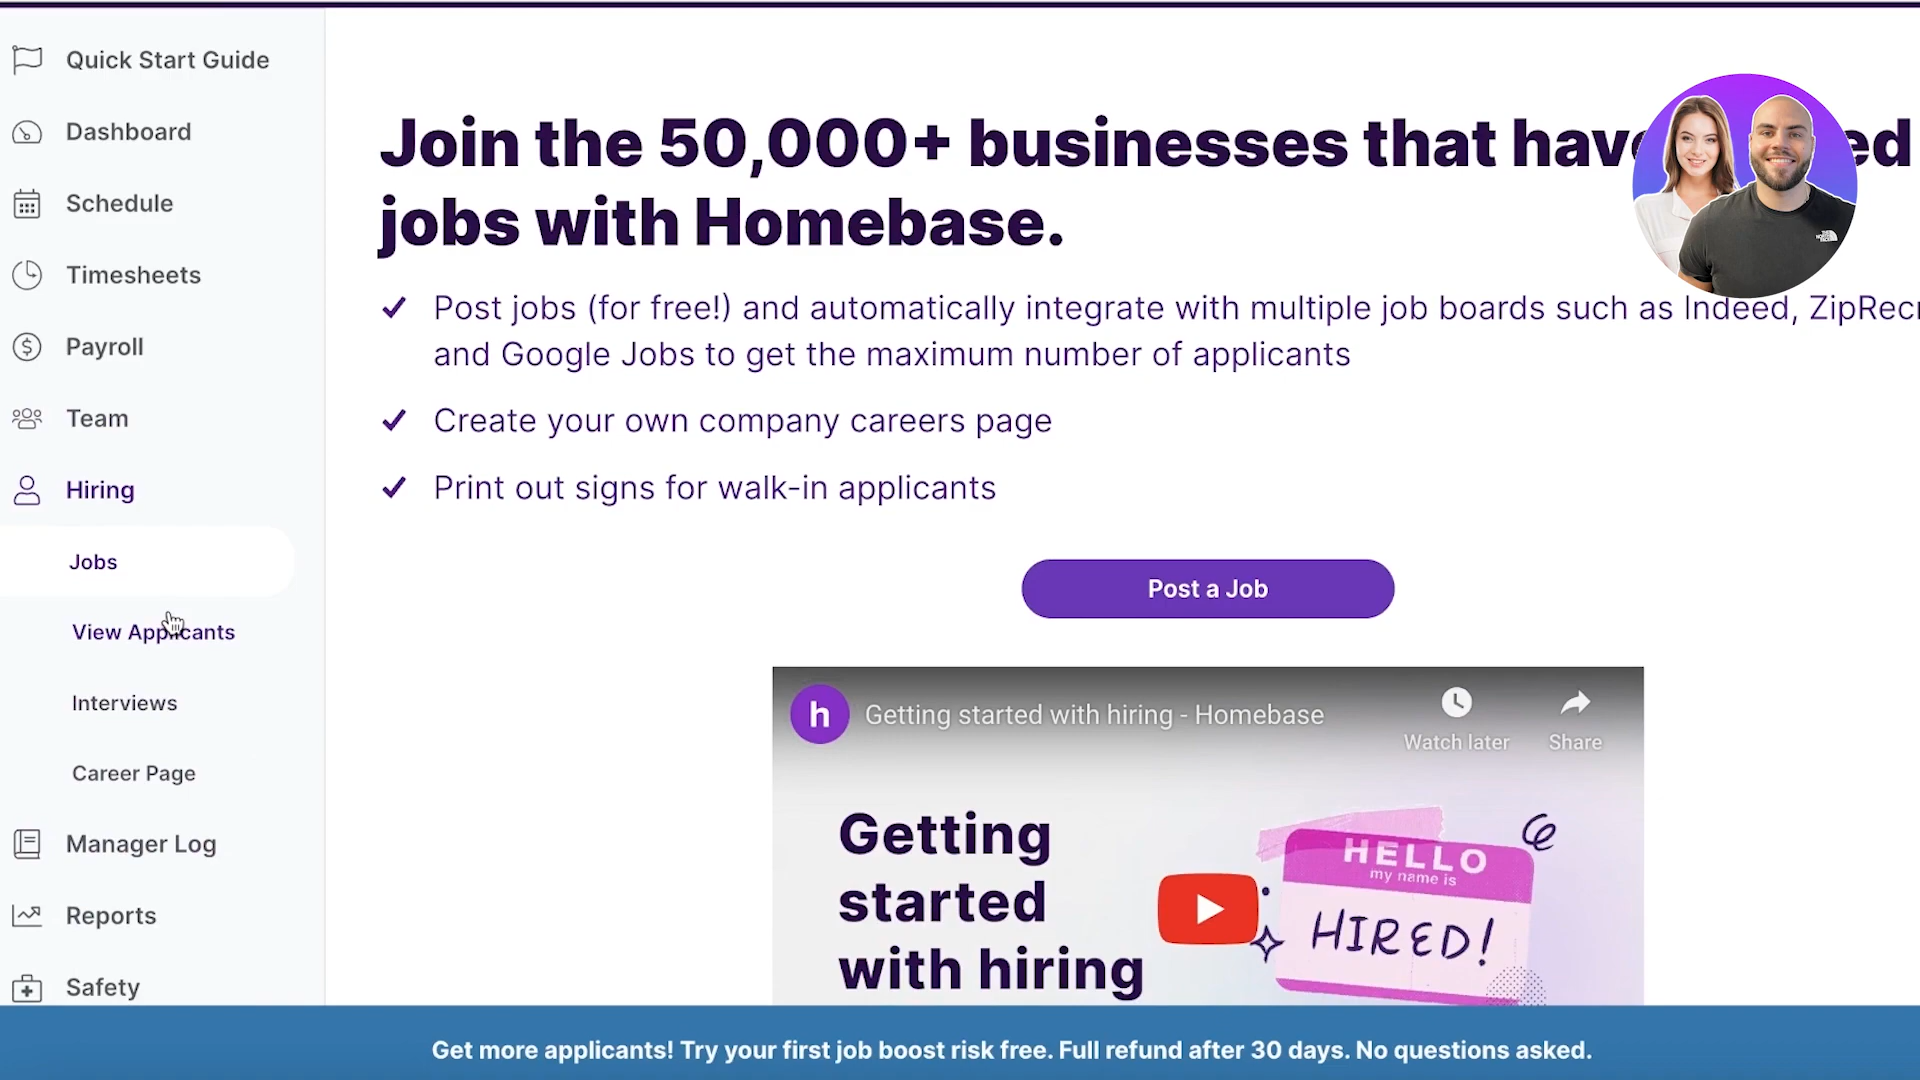 Quick Start Guide
Dashboard
Schedule
Timesheets
Payroll
Team
Hiring
Jobs
View Applicants
Interviews
Career Page
Manager Log
Reports
Safety
Join the 50,000+ businesses that have
jobs with Homebase.
Post jobs (for free!) and automatically integrate with multiple job boards such as Indeed,
and Google Jobs to get the maximum number of applicants
Create your own company careers page
Print out signs for walk-in applicants
Post a Job
h
Getting started with hiring - Homebase
Watch later
Share
Getting
started
with hiring
HELLO
my name is
HIRED!
THE NORTH FACE
Get more applicants! Try your first job boost risk free. Full refund after 30 days. No questions asked.